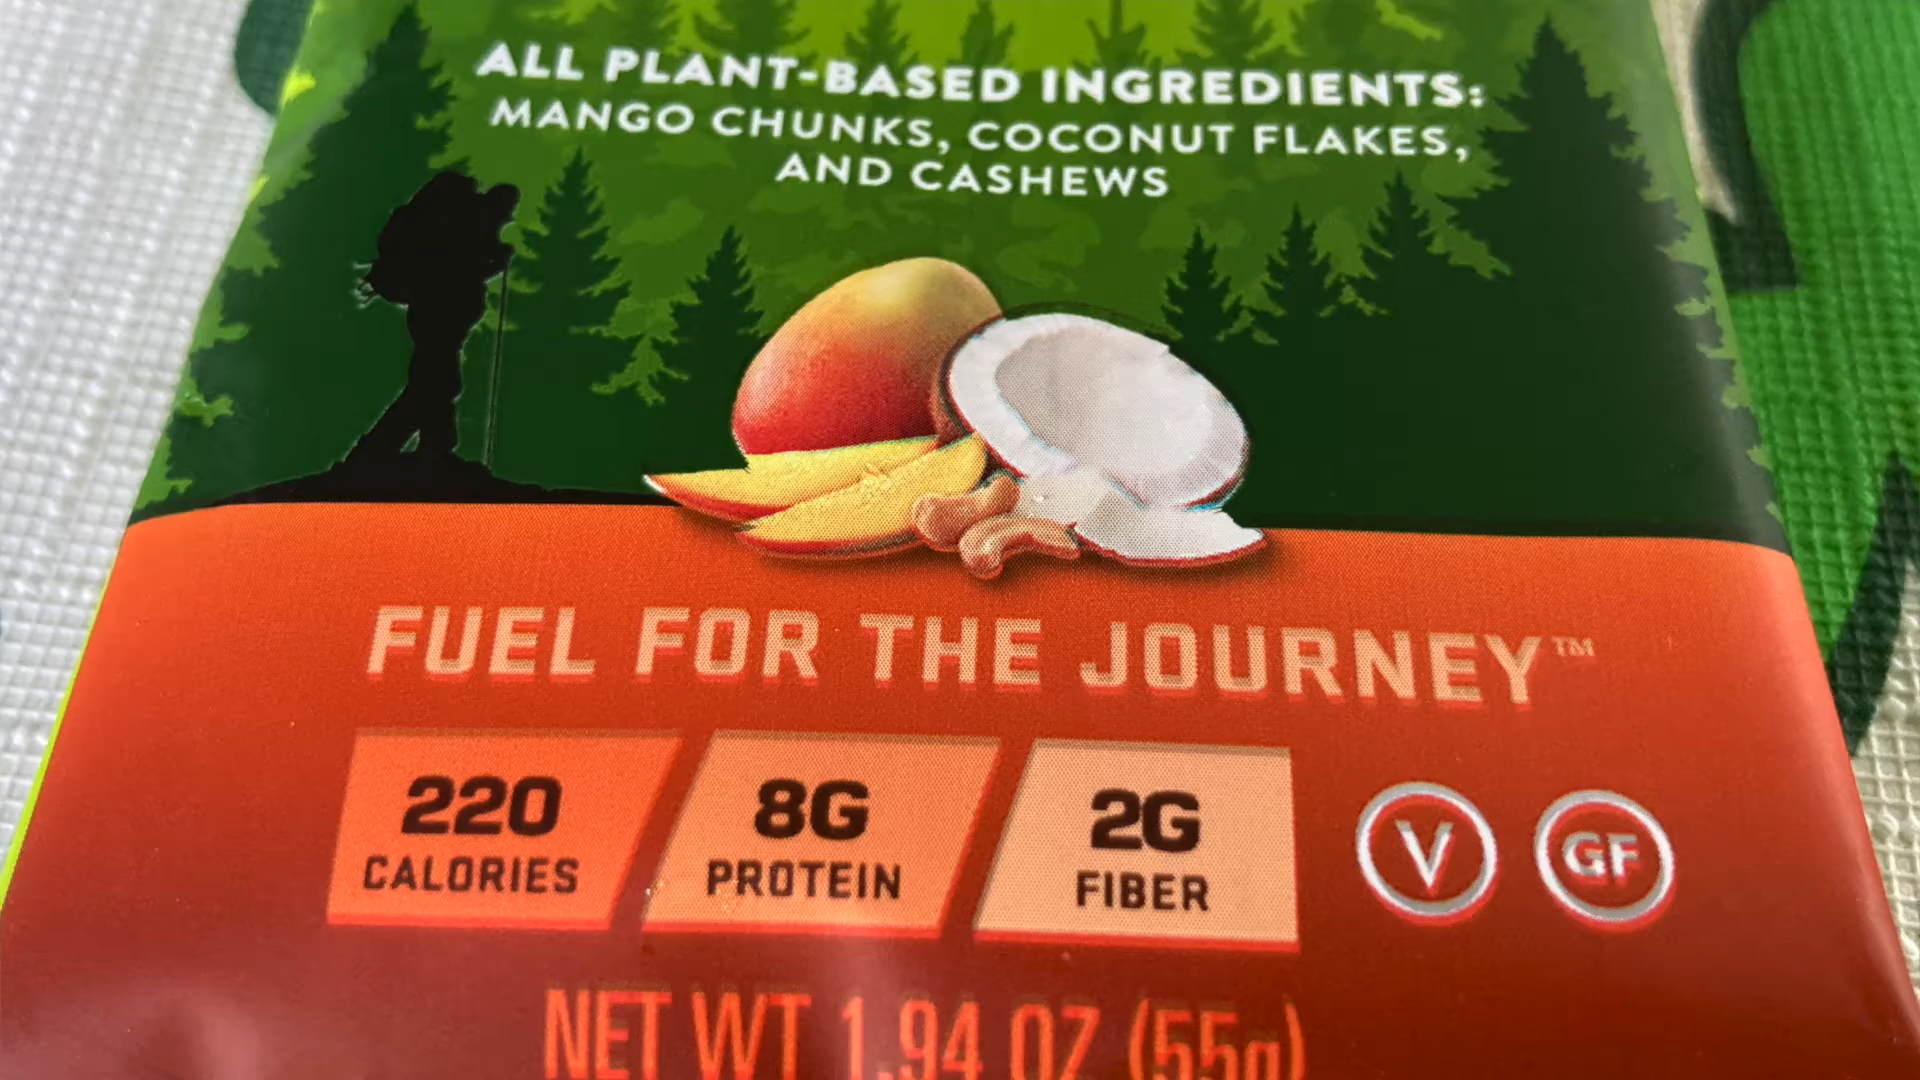 ALL PLANT-BASED INGREDIENTS:
MANGO CHUNKS, COCONUT FLAKES,
AND CASHEWS
FUEL FOR THE JOURNEY™
220
CALORIES
8G
PROTEIN
2G
FIBER
V
GF
NET WT 1.94 OZ (55g)